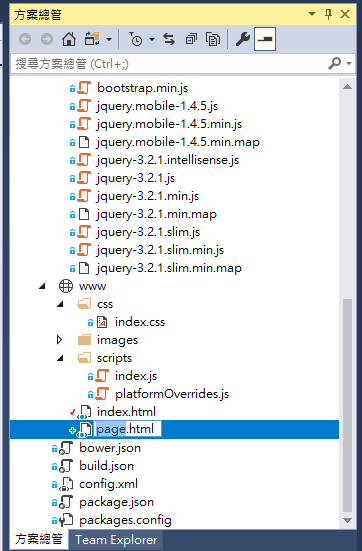 方案總管
搜尋方案總管 (Ctrl+;)
bootstrap.min.js
jquery.mobile-1.4.5.js
jquery.mobile-1.4.5.min.js
jquery.mobile-1.4.5.min.map
jquery-3.2.1.intellisense.js
jquery-3.2.1.js
jquery-3.2.1.min.js
jquery-3.2.1.min.map
jquery-3.2.1.slim.js
jquery-3.2.1.slim.min.js
jquery-3.2.1.slim.min.map
www
css
index.css
images
scripts
index.js
platformOverrides.js
index.html
page.html
bower.json
build.json
config.xml
package.json
packages.config
方案總管 Team Explorer